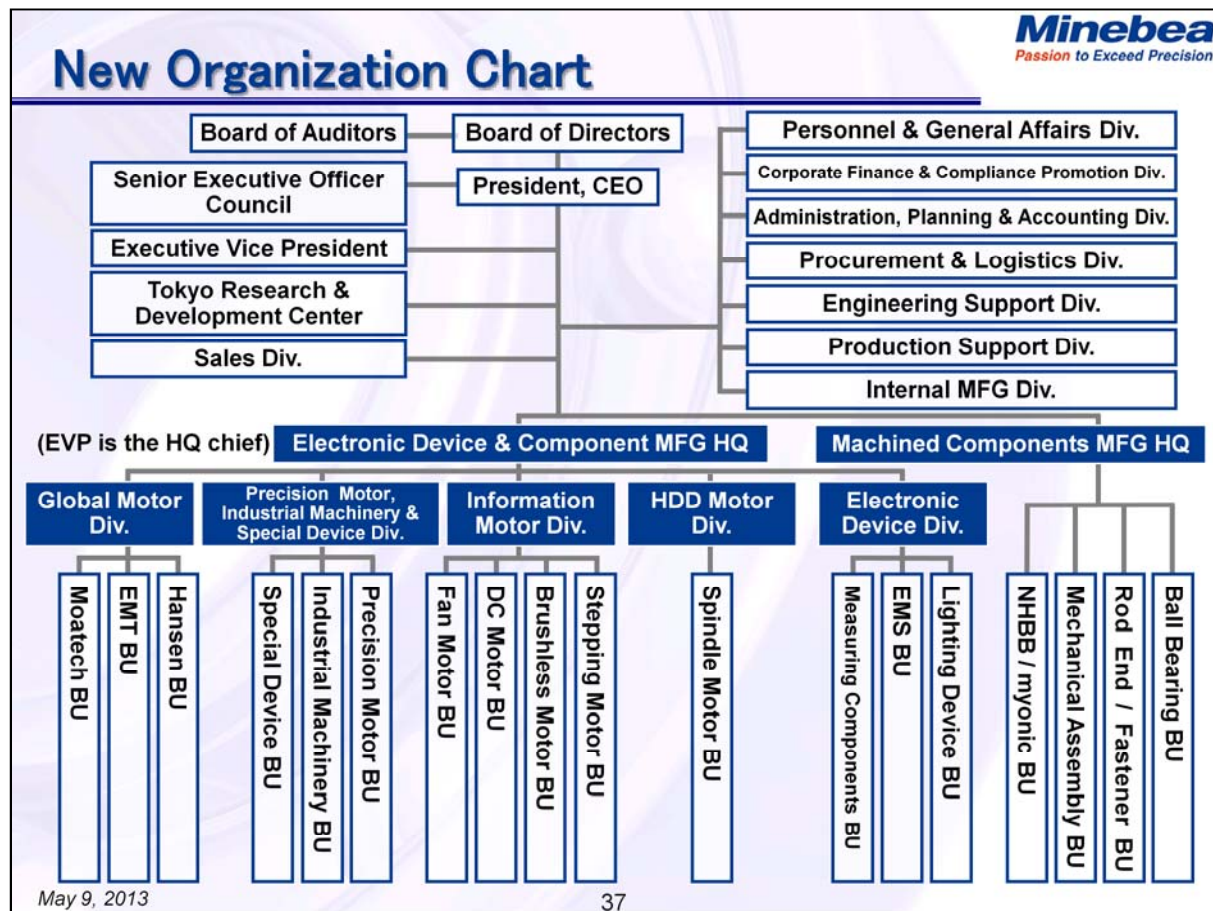 Minebea
Passion to Exceed Precision
New Organization Chart
Board of Auditors
Board of Directors
Senior Executive Officer
Council
President, CEO
Executive Vice President
Tokyo Research &
Development Center
Sales Div.
Personnel & General Affairs Div.
Corporate Finance & Compliance Promotion Div.
Administration, Planning & Accounting Div.
Procurement & Logistics Div.
Engineering Support Div.
Production Support Div.
Internal MFG Div.
(EVP is the HQ chief)
Electronic Device & Component MFG HQ
Machined Components MFG HQ
Global Motor
Div.
Precision Motor,
Industrial Machinery &
Special Device Div.
Information
Motor Div.
HDD Motor
Div.
Electronic
Device Div.
Moatech BU
EMT BU
Hansen BU
Special Device BU
Industrial Machinery BU
Precision Motor BU
Fan Motor BU
DC Motor BU
Brushless Motor BU
Stepping Motor BU
Spindle Motor BU
Measuring Components BU
EMS BU
Lighting Device BU
NHBB / myonic BU
Mechanical Assembly BU
Rod End / Fastener BU
Ball Bearing BU
May 9, 2013
37